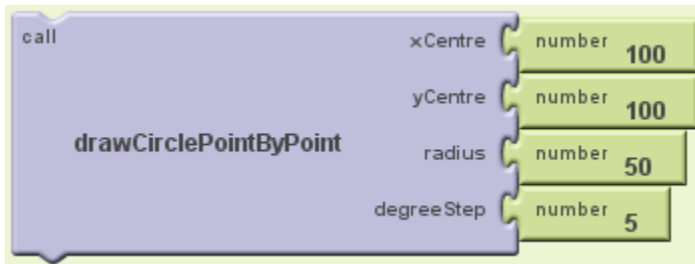 call
xCentre number 100
yCentre number 100
drawCirclePointByPoint
radius number 50
degreeStep number 5